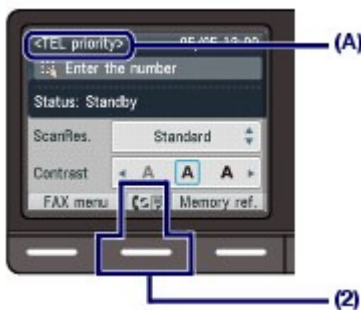 <TEL priority>
(A)
Enter the number
Status: Standby
ScanRes. Standard
Contrast A A A
FAX menu Memory ref.
(2)